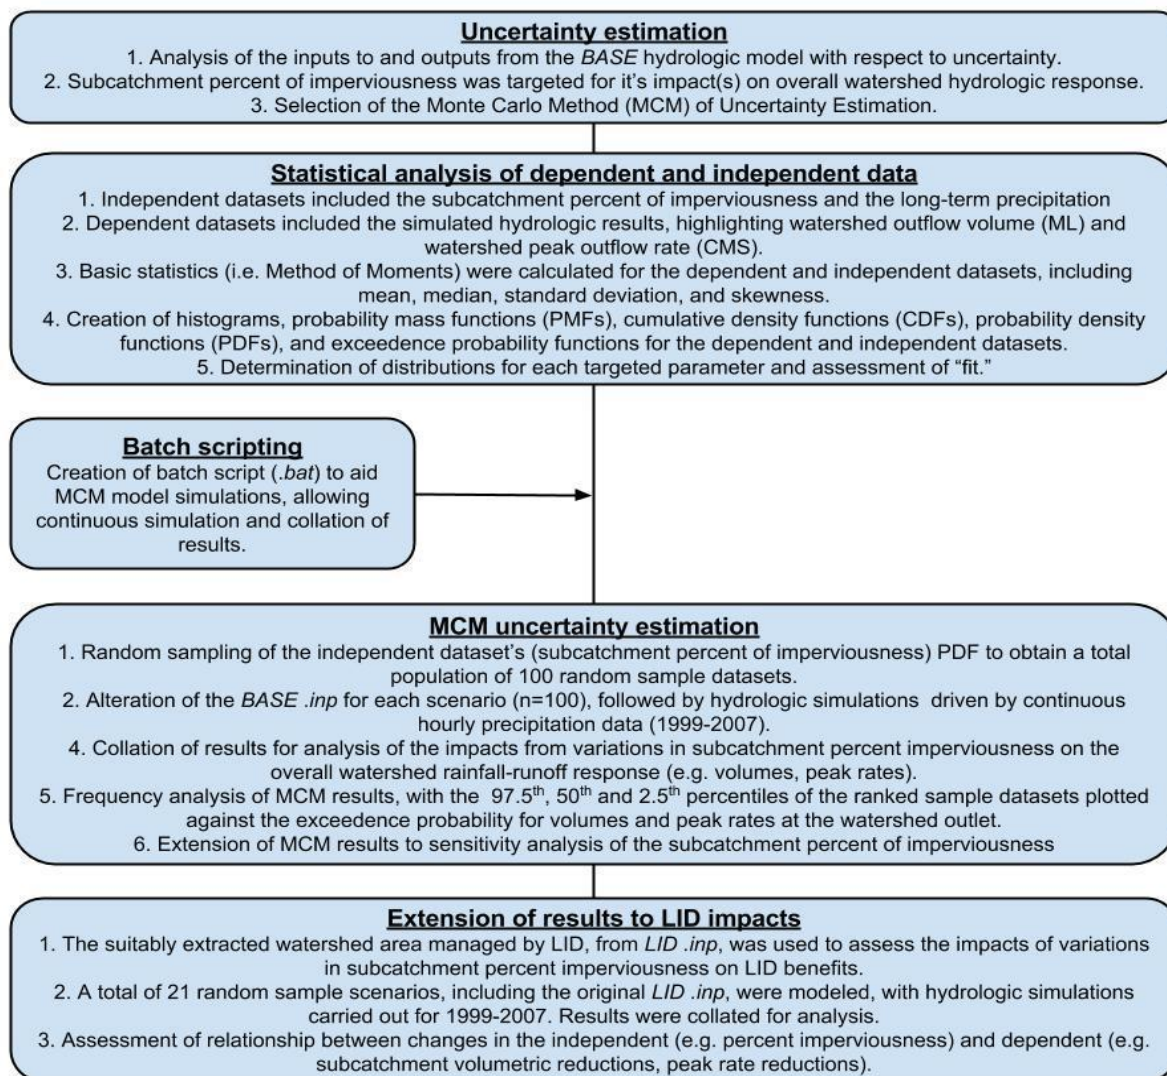 Uncertainty estimation
1. Analysis of the inputs to and outputs from the BASE hydrologic model with respect to uncertainty.
2. Subcatchment percent of imperviousness was targeted for it's impact(s) on overall watershed hydrologic response.
3. Selection of the Monte Carlo Method (MCM) of Uncertainty Estimation.
Statistical analysis of dependent and independent data
1. Independent datasets included the subcatchment percent of imperviousness and the long-term precipitation
2. Dependent datasets included the simulated hydrologic results, highlighting watershed outflow volume (ML) and
watershed peak outflow rate (CMS).
3. Basic statistics (i.e. Method of Moments) were calculated for the dependent and independent datasets, including
mean, median, standard deviation, and skewness.
4. Creation of histograms, probability mass functions (PMFs), cumulative density functions (CDFs), probability density
functions (PDFs), and exceedence probability functions for the dependent and independent datasets.
5. Determination of distributions for each targeted parameter and assessment of “fit.”
Batch scripting
Creation of batch script (.bat) to aid
MCM model simulations, allowing
continuous simulation and collation of
results.
MCM uncertainty estimation
1. Random sampling of the independent dataset's (subcatchment percent of imperviousness) PDF to obtain a total
population of 100 random sample datasets.
2. Alteration of the BASE .inp for each scenario (n=100), followed by hydrologic simulations driven by continuous
hourly precipitation data (1999-2007).
4. Collation of results for analysis of the impacts from variations in subcatchment percent imperviousness on the
overall watershed rainfall-runoff response (e.g. volumes, peak rates).
5. Frequency analysis of MCM results, with the 97.5th, 50th and 2.5th percentiles of the ranked sample datasets plotted
against the exceedence probability for volumes and peak rates at the watershed outlet.
6. Extension of MCM results to sensitivity analysis of the subcatchment percent of imperviousness
Extension of results to LID impacts
1. The suitably extracted watershed area managed by LID, from LID .inp, was used to assess the impacts of variations
in subcatchment percent imperviousness on LID benefits.
2. A total of 21 random sample scenarios, including the original LID .inp, were modeled, with hydrologic simulations
carried out for 1999-2007. Results were collated for analysis.
3. Assessment of relationship between changes in the independent (e.g. percent imperviousness) and dependent (e.g.
subcatchment volumetric reductions, peak rate reductions).